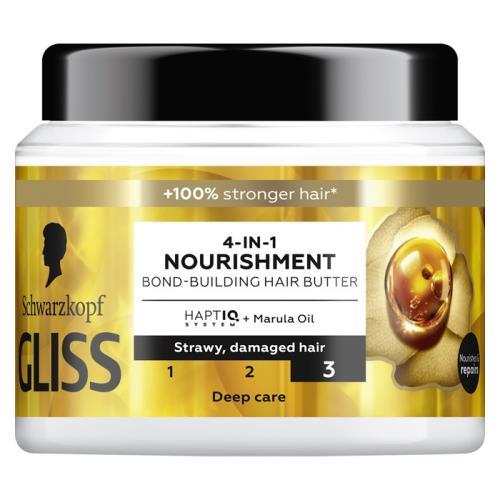 +100% stronger hair*
4-IN-1
NOURISHMENT
BOND-BUILDING HAIR BUTTER
HAPTIQ
SYSTEM
+ Marula Oil
Strawy, damaged hair
1 2 3
Deep care
Schwarzkopf
GLISS
Nourishes &
repairs